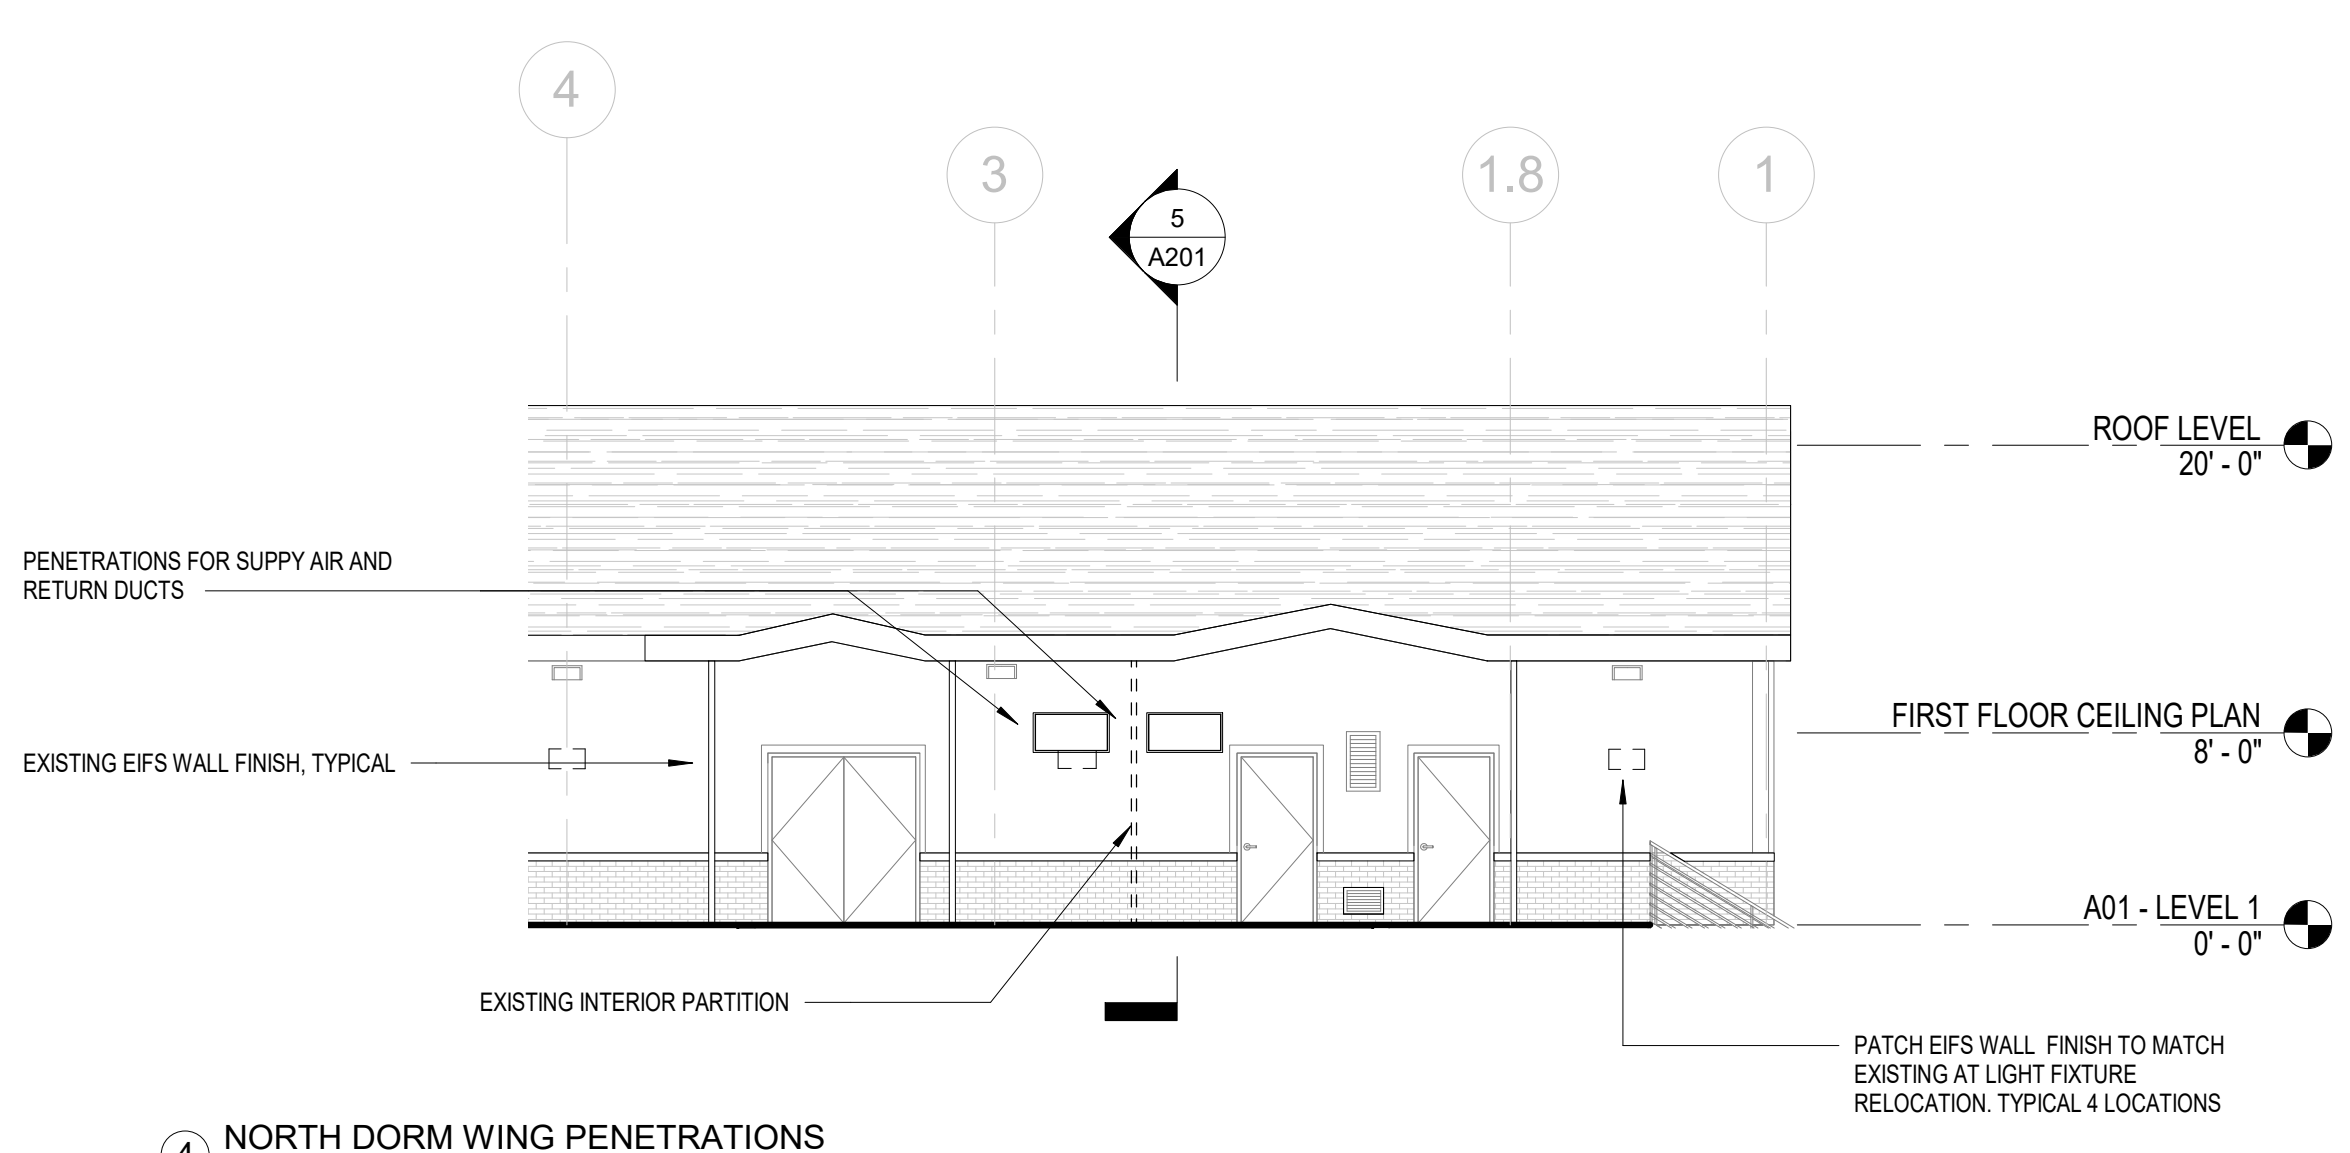 4
3
1.8
1
5
A201
ROOF LEVEL
20' - 0"
PENETRATIONS FOR SUPPY AIR AND
RETURN DUCTS
FIRST FLOOR CEILING PLAN
8' - 0"
EXISTING EIFS WALL FINISH, TYPICAL
A01 - LEVEL 1
0' - 0"
EXISTING INTERIOR PARTITION
PATCH EIFS WALL FINISH TO MATCH
EXISTING AT LIGHT FIXTURE
RELOCATION. TYPICAL 4 LOCATIONS
4
NORTH DORM WING PENETRATIONS